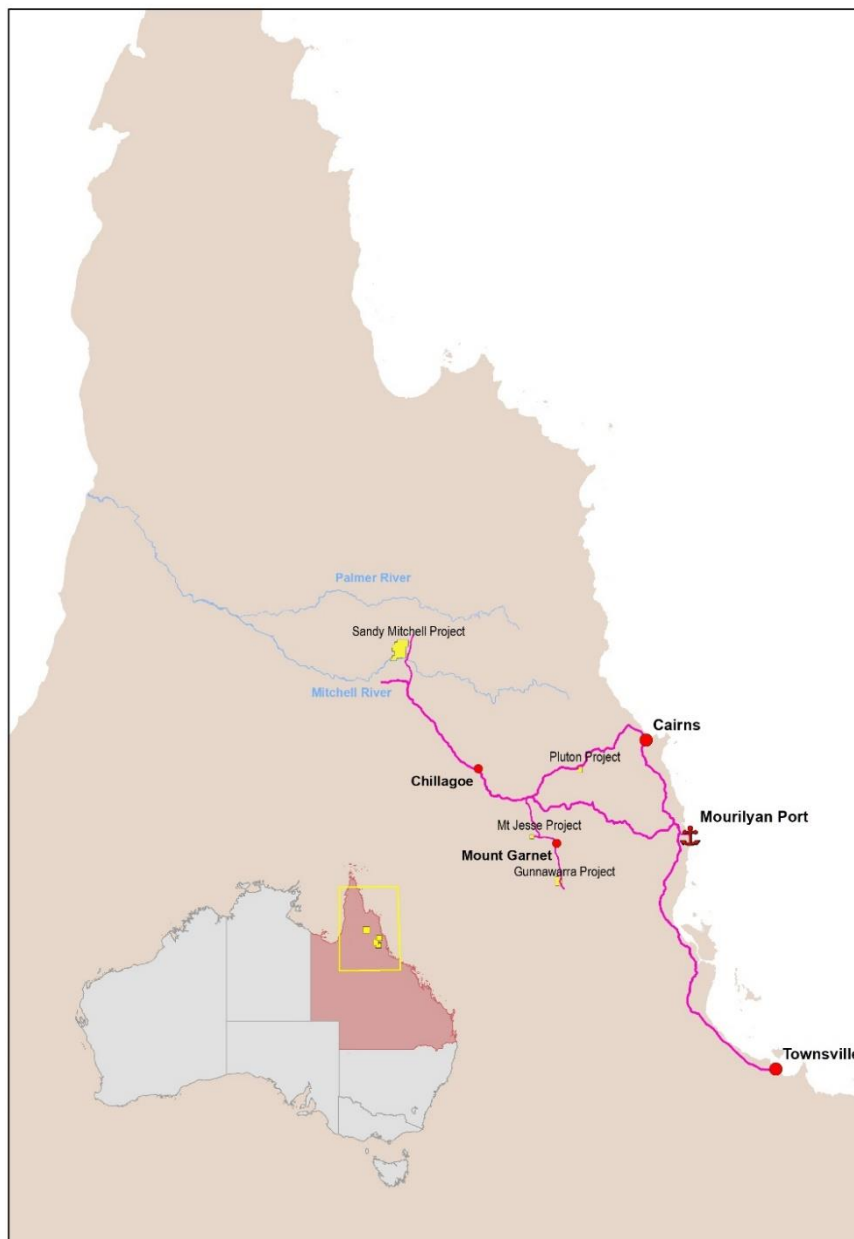 Palmer River
Sandy Mitchell Project
Mitchell River
Cairns
Pluton Project
Chillagoe
Mourilyan Port
Mt Jesse Project
Mount Garnet
Gunnawarra Project
Townsville